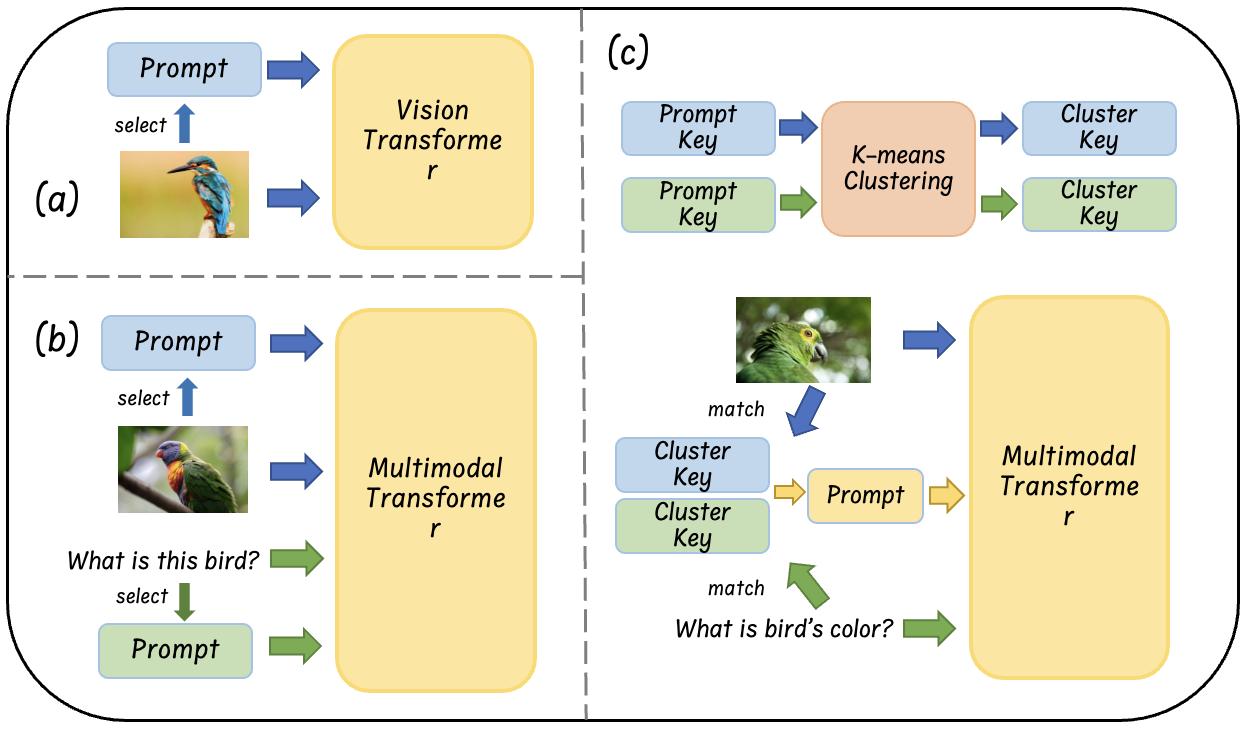 (a)
Prompt
select
Vision
Transforme
r
(b)
Prompt
select
What is this bird?
select
Prompt
Multimodal
Transforme
r
(c)
Prompt
Key
K-means
Clustering
Cluster
Key
Prompt
Key
Cluster
Key
match
Cluster
Key
Cluster
Key
Prompt
match
What is bird's color?
Multimodal
Transforme
r